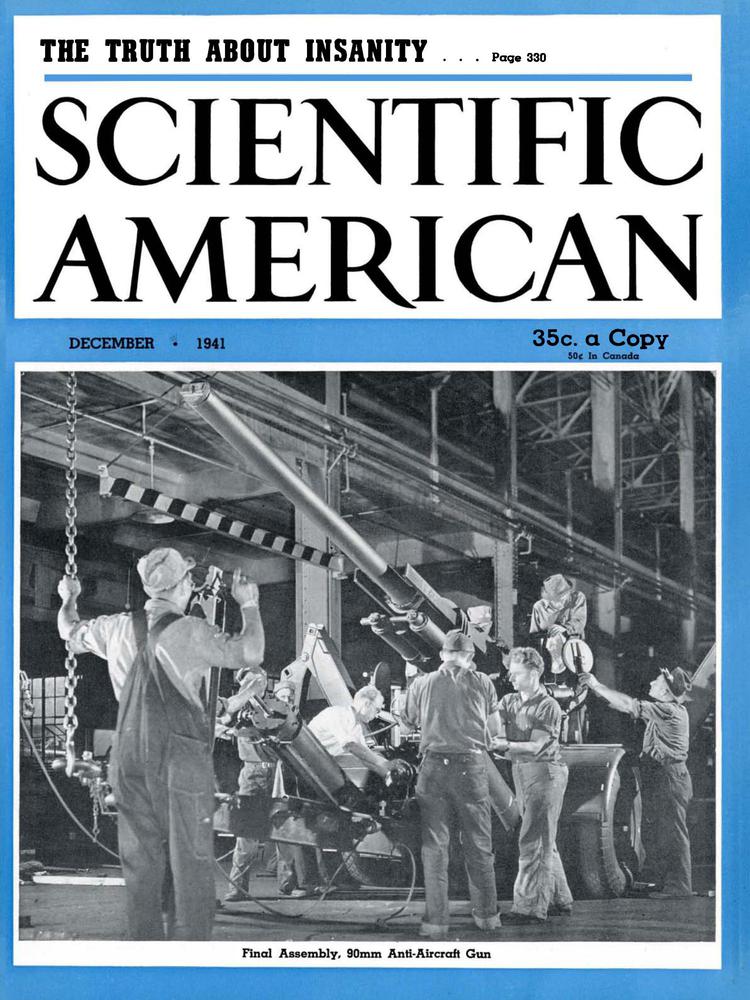 THE TRUTH ABOUT INSANITY . . . Page 330
SCIENTIFIC
AMERICAN
DECEMBER • 1941
35c. a Copy
50¢ In Canada
Final Assembly, 90mm Anti-Aircraft Gun